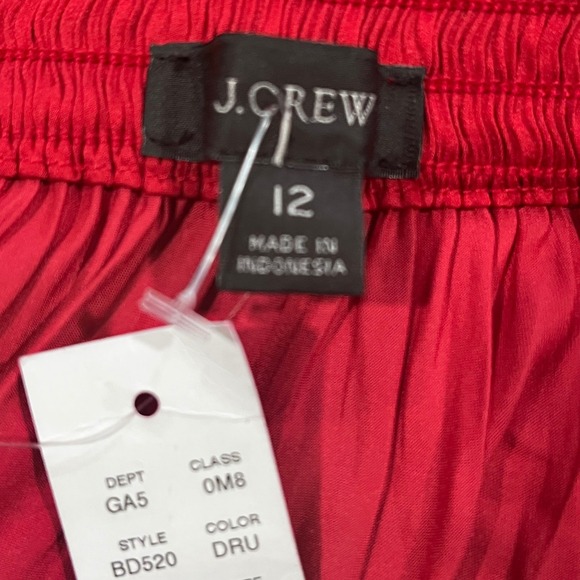 J.CREW
12
MADE IN
INDONESIA
DEPT CLASS
GA5 0M8
STYLE COLOR
BD520 DRU